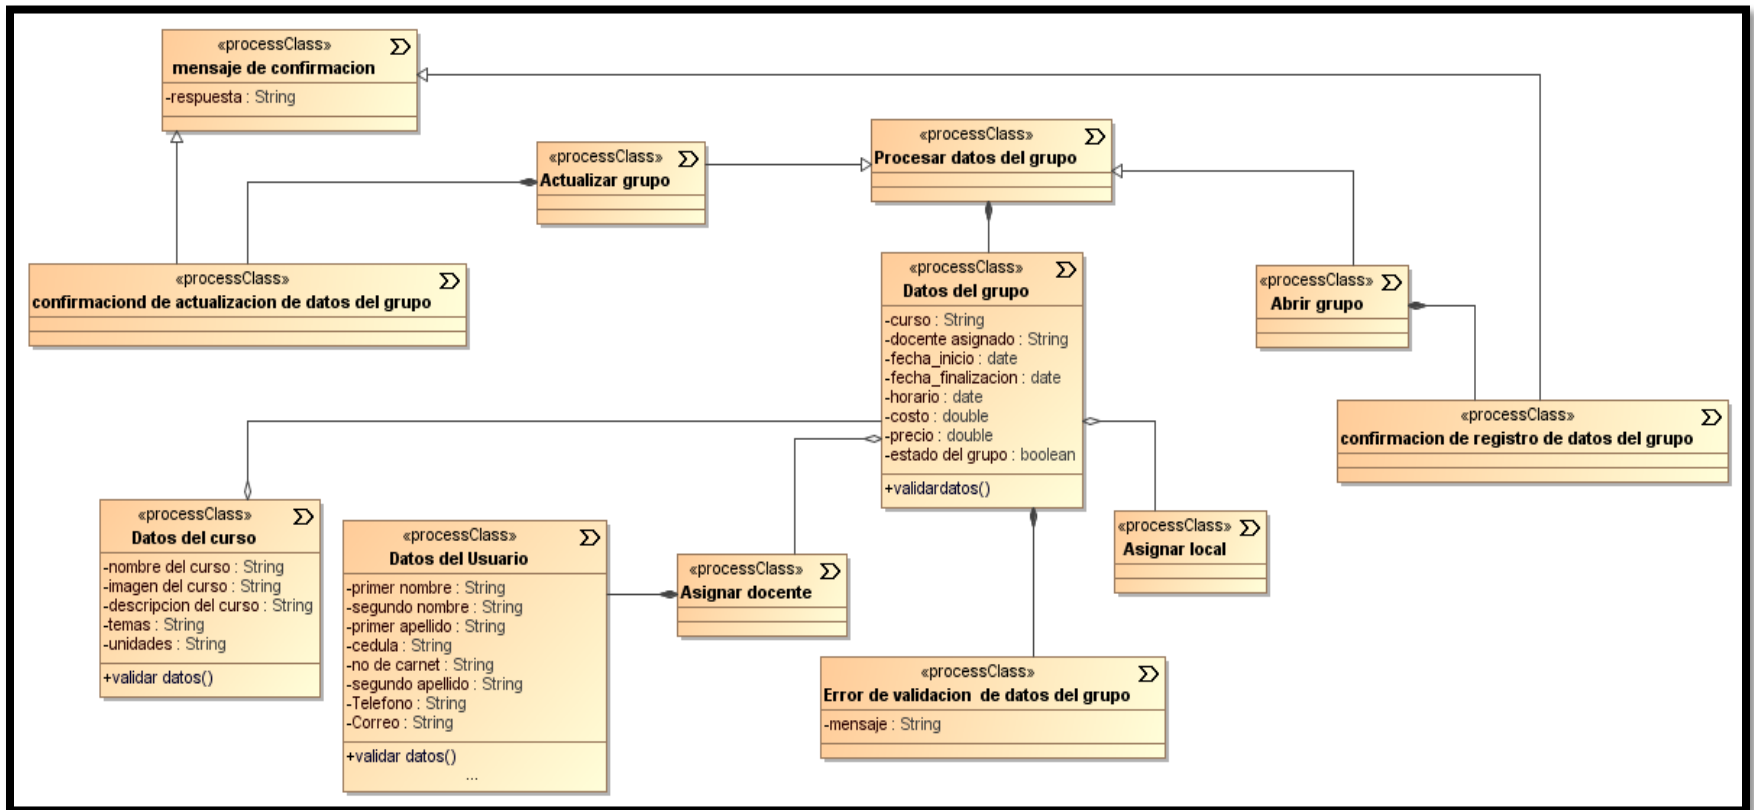 «processClass»
mensaje de confirmacion
-respuesta : String
«processClass»
Actualizar grupo
«processClass»
Procesar datos del grupo
«processClass»
confirmaciond de actualizacion de datos del grupo
«processClass»
Datos del grupo
-curso : String
-docente asignado : String
-fecha_inicio : date
-fecha_finalizacion : date
-horario : date
-costo : double
-precio : double
-estado del grupo : boolean
+validardatos()
«processClass»
Abrir grupo
«processClass»
confirmacion de registro de datos del grupo
«processClass»
Datos del curso
-nombre del curso : String
-imagen del curso : String
-descripcion del curso : String
-temas : String
-unidades : String
+validar datos()
«processClass»
Datos del Usuario
-primer nombre : String
-segundo nombre : String
-primer apellido : String
-cedula : String
-no de carnet : String
-segundo apellido : String
-Telefono : String
-Correo : String
+validar datos()
...
«processClass»
Asignar docente
«processClass»
Asignar local
«processClass»
Error de validacion  de datos del grupo
-mensaje : String